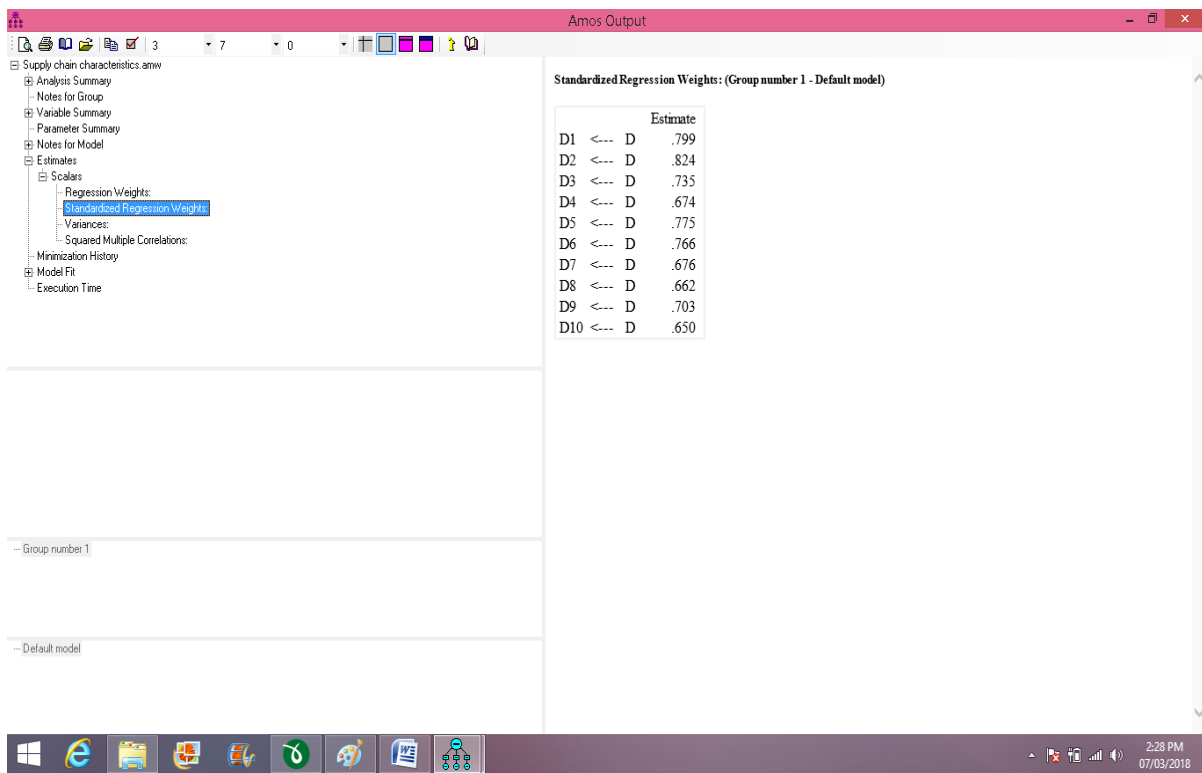 Amos Output
3 7 0
Supply chain characteristics.amw
Analysis Summary
Notes for Group
Variable Summary
Parameter Summary
Notes for Model
Estimates
Scalars
Regression Weights:
Standardized Regression Weights:
Variances:
Squared Multiple Correlations:
Minimization History
Model Fit
Execution Time
Group number 1
Default model
Standardized Regression Weights: (Group number 1 - Default model)
Estimate
D1 <--- D .799
D2 <--- D .824
D3 <--- D .735
D4 <--- D .674
D5 <--- D .775
D6 <--- D .766
D7 <--- D .676
D8 <--- D .662
D9 <--- D .703
D10 <--- D .650
2:28 PM
07/03/2018